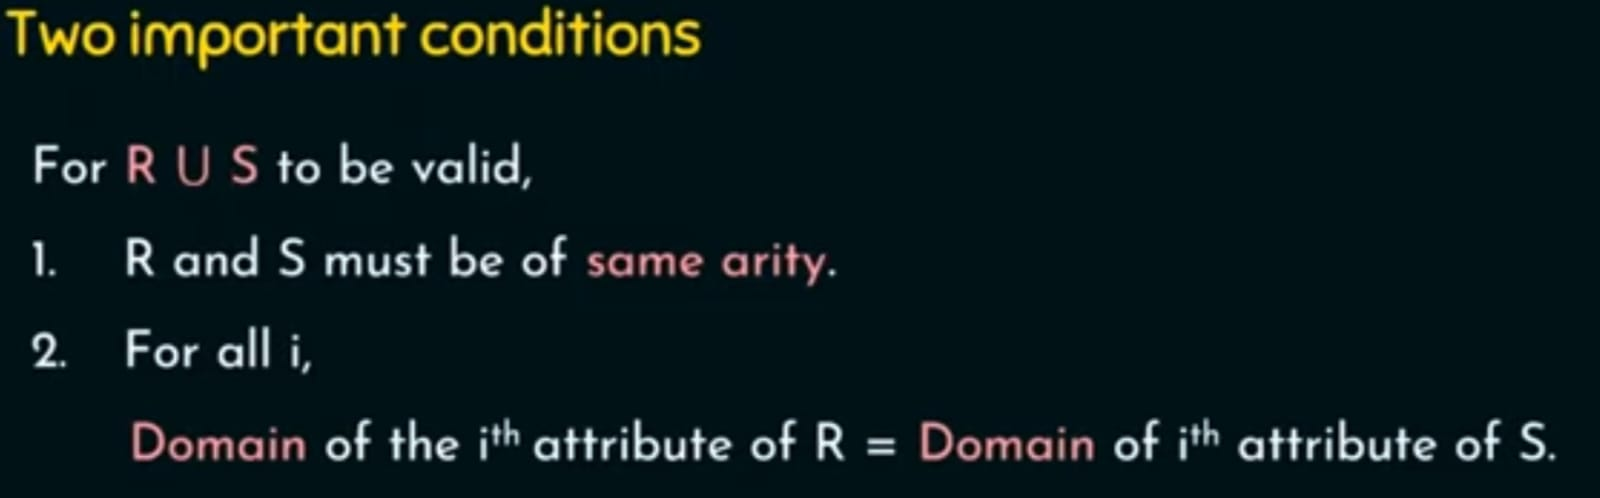 Two important conditions
For R U S to be valid,
1. R and S must be of same arity.
2. For all i,
Domain of the iᵗʰ attribute of R = Domain of iᵗʰ attribute of S.